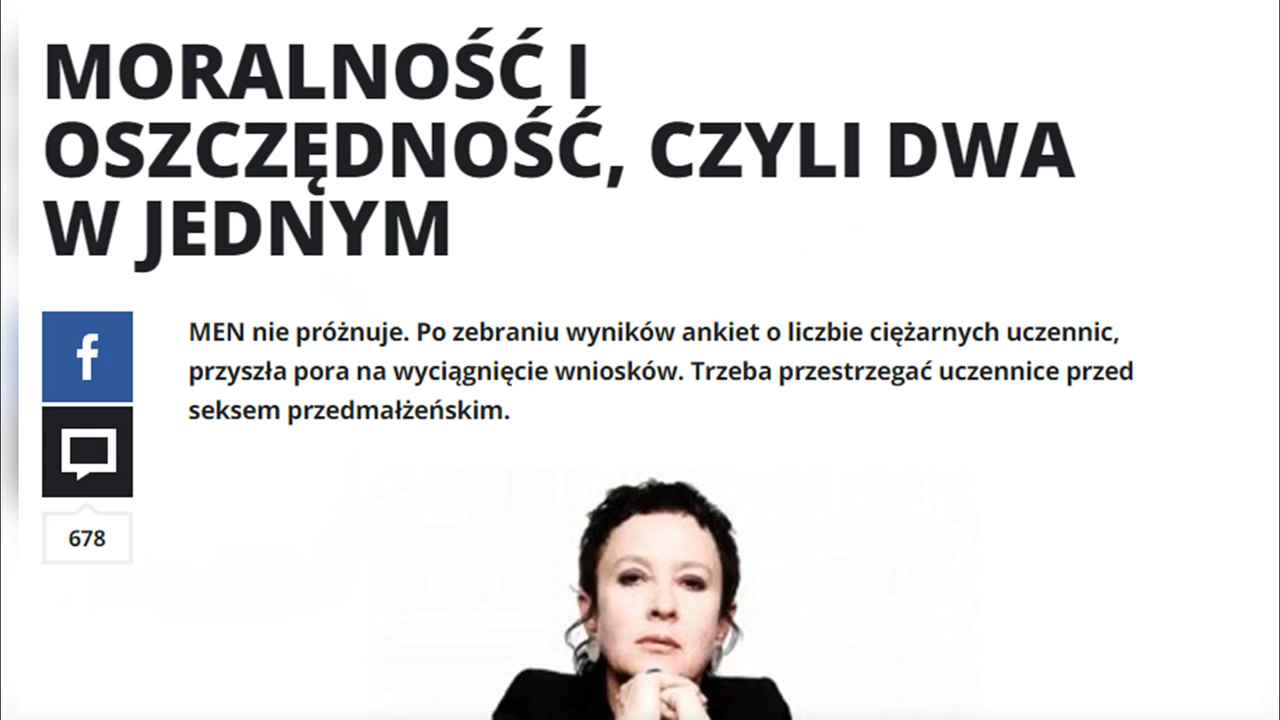 MORALNOŚĆ I
OSZCZĘDNOŚĆ, CZYLI DWA
W JEDNYM
MEN nie próżnuje. Po zebraniu wyników ankiet o liczbie ciężarnych uczennic,
przyszła pora na wyciągnięcie wniosków. Trzeba przestrzegać uczennice przed
seksem przedmałżeńskim.
678